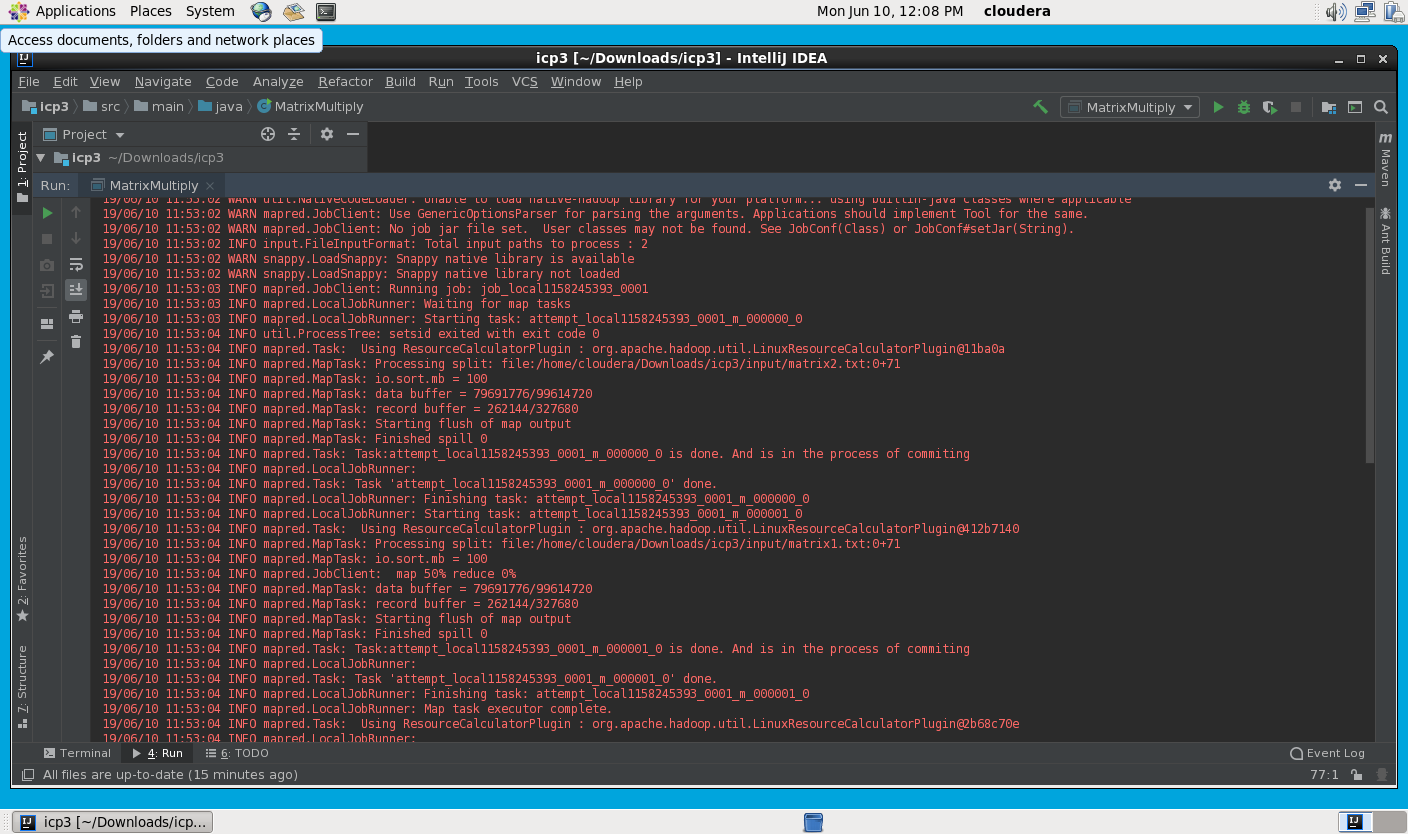 Applications Places System Mon Jun 10, 12:08 PM cloudera
Access documents, folders and network places
icp3 [~/Downloads/icp3] - IntelliJ IDEA
File Edit View Navigate Code Analyze Refactor Build Run Tools VCS Window Help
icp3 src main java MatrixMultiply MatrixMultiply
1: Project
Project
icp3 ~/Downloads/icp3
Maven
Ant Build
Run: MatrixMultiply
19/06/10 11:53:02 WARN util.NativeCodeLoader: Unable to load native-hadoop library for your platform... using builtin-java classes where applicable
19/06/10 11:53:02 WARN mapred.JobClient: Use GenericOptionsParser for parsing the arguments. Applications should implement Tool for the same.
19/06/10 11:53:02 WARN mapred.JobClient: No job jar file set.  User classes may not be found. See JobConf(Class) or JobConf#setJar(String).
19/06/10 11:53:02 INFO input.FileInputFormat: Total input paths to process : 2
19/06/10 11:53:02 WARN snappy.LoadSnappy: Snappy native library is available
19/06/10 11:53:02 WARN snappy.LoadSnappy: Snappy native library not loaded
19/06/10 11:53:03 INFO mapred.JobClient: Running job: job_local1158245393_0001
19/06/10 11:53:03 INFO mapred.LocalJobRunner: Waiting for map tasks
19/06/10 11:53:03 INFO mapred.LocalJobRunner: Starting task: attempt_local1158245393_0001_m_000000_0
19/06/10 11:53:04 INFO util.ProcessTree: setsid exited with exit code 0
19/06/10 11:53:04 INFO mapred.Task:  Using ResourceCalculatorPlugin : org.apache.hadoop.util.LinuxResourceCalculatorPlugin@11ba0a
19/06/10 11:53:04 INFO mapred.MapTask: Processing split: file:/home/cloudera/Downloads/icp3/input/matrix2.txt:0+71
19/06/10 11:53:04 INFO mapred.MapTask: io.sort.mb = 100
19/06/10 11:53:04 INFO mapred.MapTask: data buffer = 79691776/99614720
19/06/10 11:53:04 INFO mapred.MapTask: record buffer = 262144/327680
19/06/10 11:53:04 INFO mapred.MapTask: Starting flush of map output
19/06/10 11:53:04 INFO mapred.MapTask: Finished spill 0
19/06/10 11:53:04 INFO mapred.Task: Task:attempt_local1158245393_0001_m_000000_0 is done. And is in the process of commiting
19/06/10 11:53:04 INFO mapred.LocalJobRunner:
19/06/10 11:53:04 INFO mapred.Task: Task 'attempt_local1158245393_0001_m_000000_0' done.
19/06/10 11:53:04 INFO mapred.LocalJobRunner: Finishing task: attempt_local1158245393_0001_m_000000_0
19/06/10 11:53:04 INFO mapred.LocalJobRunner: Starting task: attempt_local1158245393_0001_m_000001_0
19/06/10 11:53:04 INFO mapred.Task:  Using ResourceCalculatorPlugin : org.apache.hadoop.util.LinuxResourceCalculatorPlugin@412b7140
19/06/10 11:53:04 INFO mapred.MapTask: Processing split: file:/home/cloudera/Downloads/icp3/input/matrix1.txt:0+71
19/06/10 11:53:04 INFO mapred.MapTask: io.sort.mb = 100
19/06/10 11:53:04 INFO mapred.JobClient:  map 50% reduce 0%
19/06/10 11:53:04 INFO mapred.MapTask: data buffer = 79691776/99614720
19/06/10 11:53:04 INFO mapred.MapTask: record buffer = 262144/327680
19/06/10 11:53:04 INFO mapred.MapTask: Starting flush of map output
19/06/10 11:53:04 INFO mapred.MapTask: Finished spill 0
19/06/10 11:53:04 INFO mapred.Task: Task:attempt_local1158245393_0001_m_000001_0 is done. And is in the process of commiting
19/06/10 11:53:04 INFO mapred.LocalJobRunner:
19/06/10 11:53:04 INFO mapred.Task: Task 'attempt_local1158245393_0001_m_000001_0' done.
19/06/10 11:53:04 INFO mapred.LocalJobRunner: Finishing task: attempt_local1158245393_0001_m_000001_0
19/06/10 11:53:04 INFO mapred.LocalJobRunner: Map task executor complete.
19/06/10 11:53:04 INFO mapred.Task:  Using ResourceCalculatorPlugin : org.apache.hadoop.util.LinuxResourceCalculatorPlugin@2b68c70e
19/06/10 11:53:04 INFO mapred.LocalJobRunner:
2: Favorites
7: Structure
Terminal 4: Run 6: TODO Event Log
All files are up-to-date (15 minutes ago) 77:1
icp3 [~/Downloads/icp...